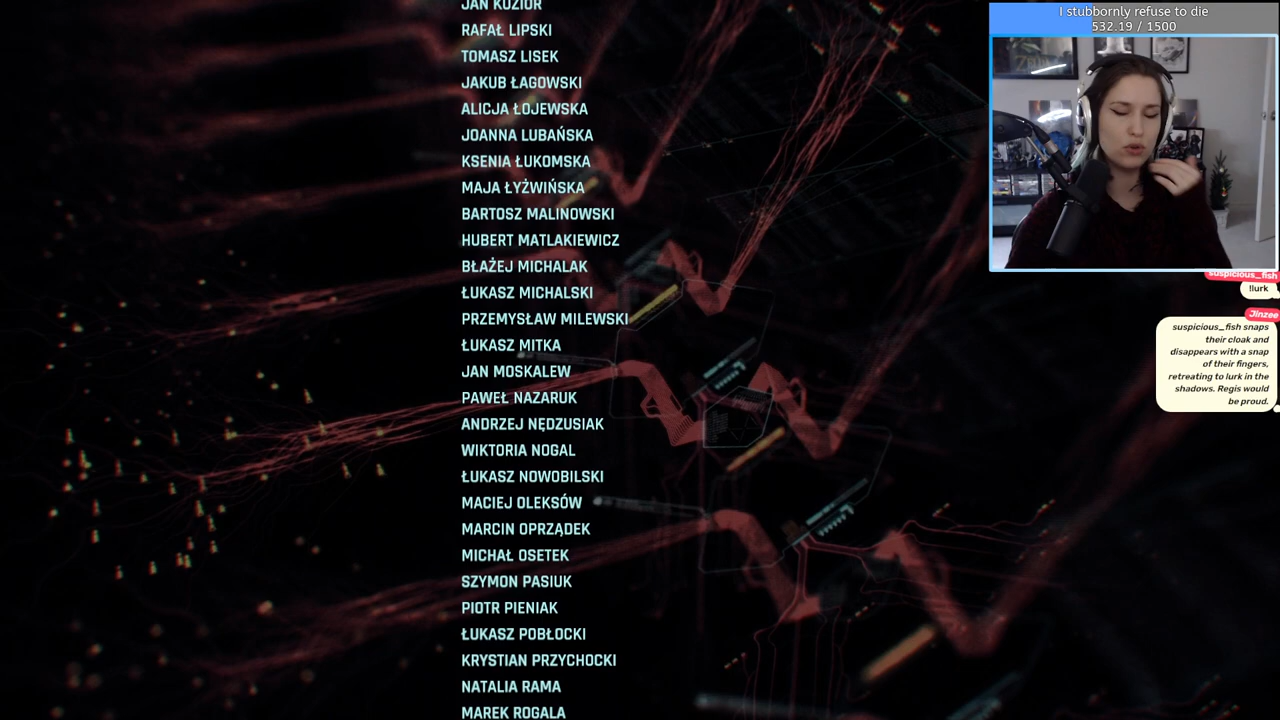 JAN KOZIOR
RAFAŁ LIPSKI
TOMASZ LISEK
JAKUB ŁAGOWSKI
ALICJA ŁOJEWSKA
JOANNA LUBAŃSKA
KSENIA ŁUKOMSKA
MAJA ŁYŻWIŃSKA
BARTOSZ MALINOWSKI
HUBERT MATLAKIEWICZ
BŁAŻEJ MICHALAK
ŁUKASZ MICHALSKI
PRZEMYSŁAW MILEWSKI
ŁUKASZ MITKA
JAN MOSKALEW
PAWEŁ NAZARUK
ANDRZEJ NĘDZUSIAK
WIKTORIA NOGAL
ŁUKASZ NOWOBILSKI
MACIEJ OLEKSÓW
MARCIN OPRZĄDEK
MICHAŁ OSETEK
SZYMON PASIUK
PIOTR PIENIAK
ŁUKASZ POBŁOCKI
KRYSTIAN PRZYCHOCKI
NATALIA RAMA
MAREK ROGALA
I stubbornly refuse to die
532.19 / 1500
suspicious_fish
!lurk
Jinzee
suspicious_fish snaps
their cloak and
disappears with a snap
of their fingers,
retreating to lurk in the
shadows. Regis would
be proud.